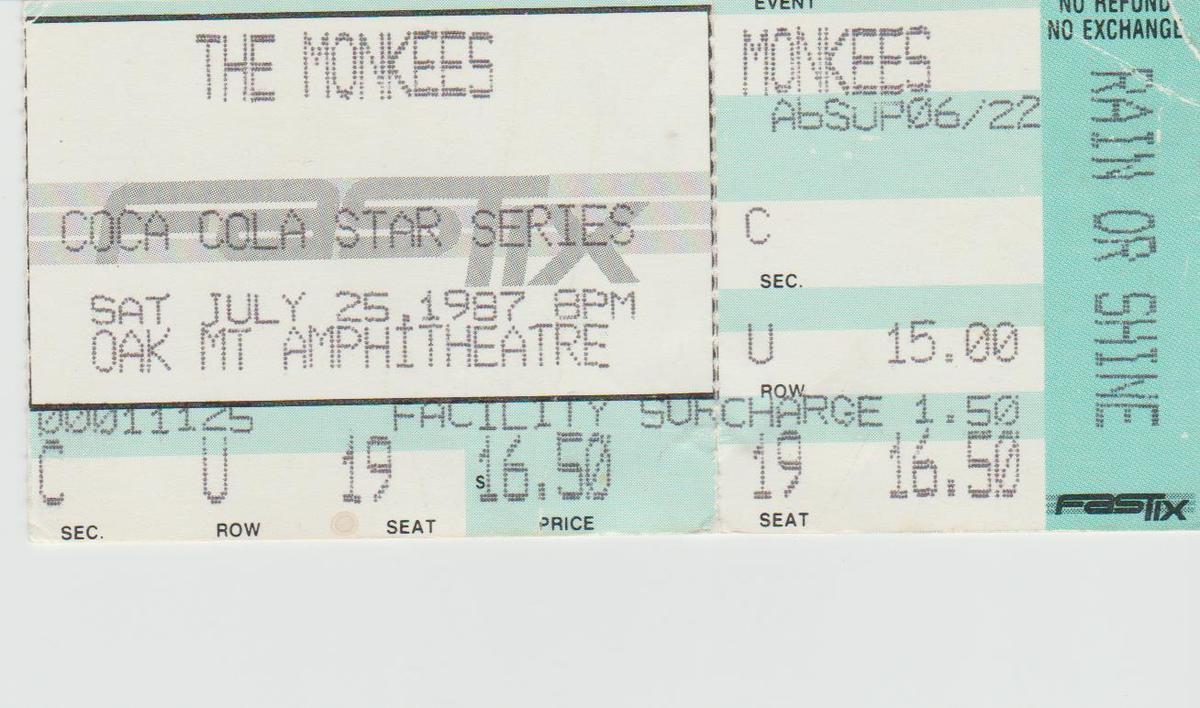 THE MONKEES
FASTIX
COCA COLA STAR SERIES
SAT JULY 25,1987 8PM
OAK MT AMPHITHEATRE
00011125 FACILITY SURCHARGE 1.50
C U 19 $16.50
SEC. ROW SEAT PRICE
EVENT
MONKEES
AbSUP06/22
C
SEC.
U 15.00
ROW
19 16.50
SEAT
NO REFUND
NO EXCHANGE
RAIN OR SHINE
FASTIX